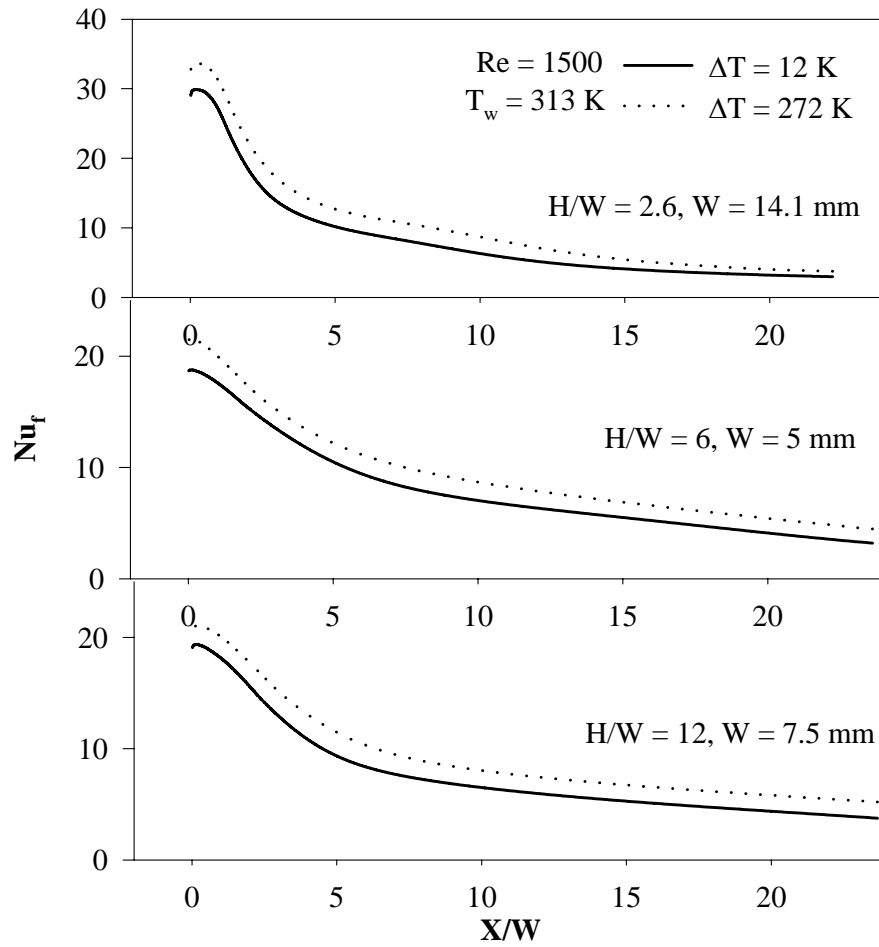 40
30
20
10
0
Re = 1500
ΔT = 12 K
T_w = 313 K
ΔT = 272 K
H/W = 2.6, W = 14.1 mm
0 5 10 15 20
20
10
0
H/W = 6, W = 5 mm
Nu_f
0 5 10 15 20
20
10
0
H/W = 12, W = 7.5 mm
0 5 10 15 20
X/W